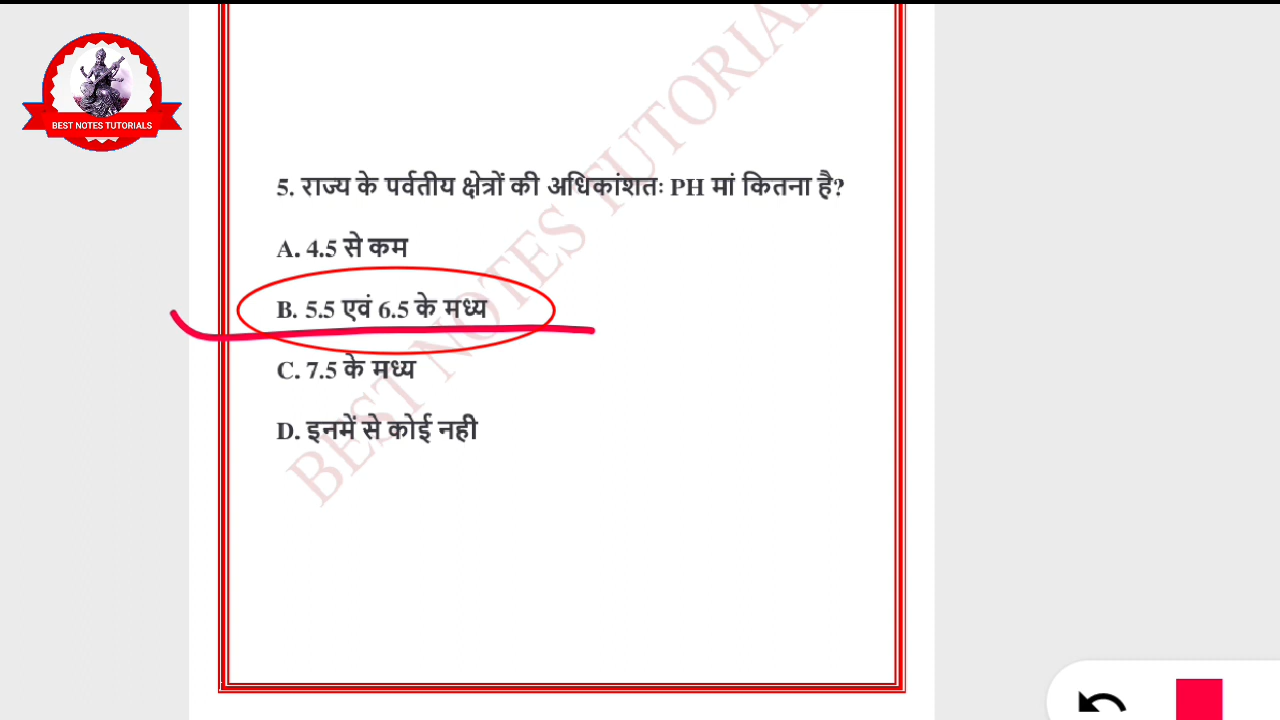 BEST NOTES TUTORIALS
5. राज्य के पर्वतीय क्षेत्रों की अधिकांशतः PH मां कितना है?
A. 4.5 से कम
B. 5.5 एवं 6.5 के मध्य
C. 7.5 के मध्य
D. इनमें से कोई नही
BEST NOTES TUTORIAL